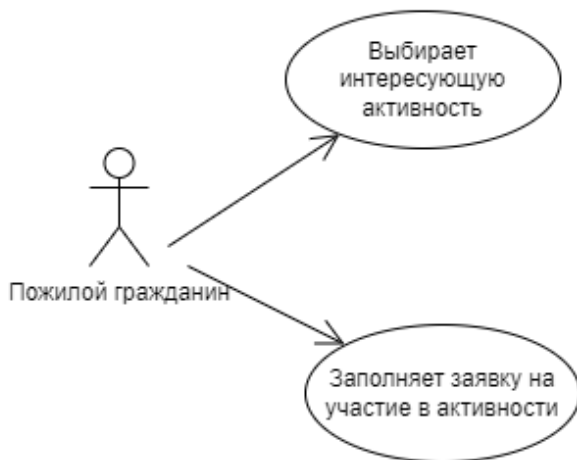 Выбирает
интересующую
активность
Пожилой гражданин
Заполняет заявку на
участие в активности